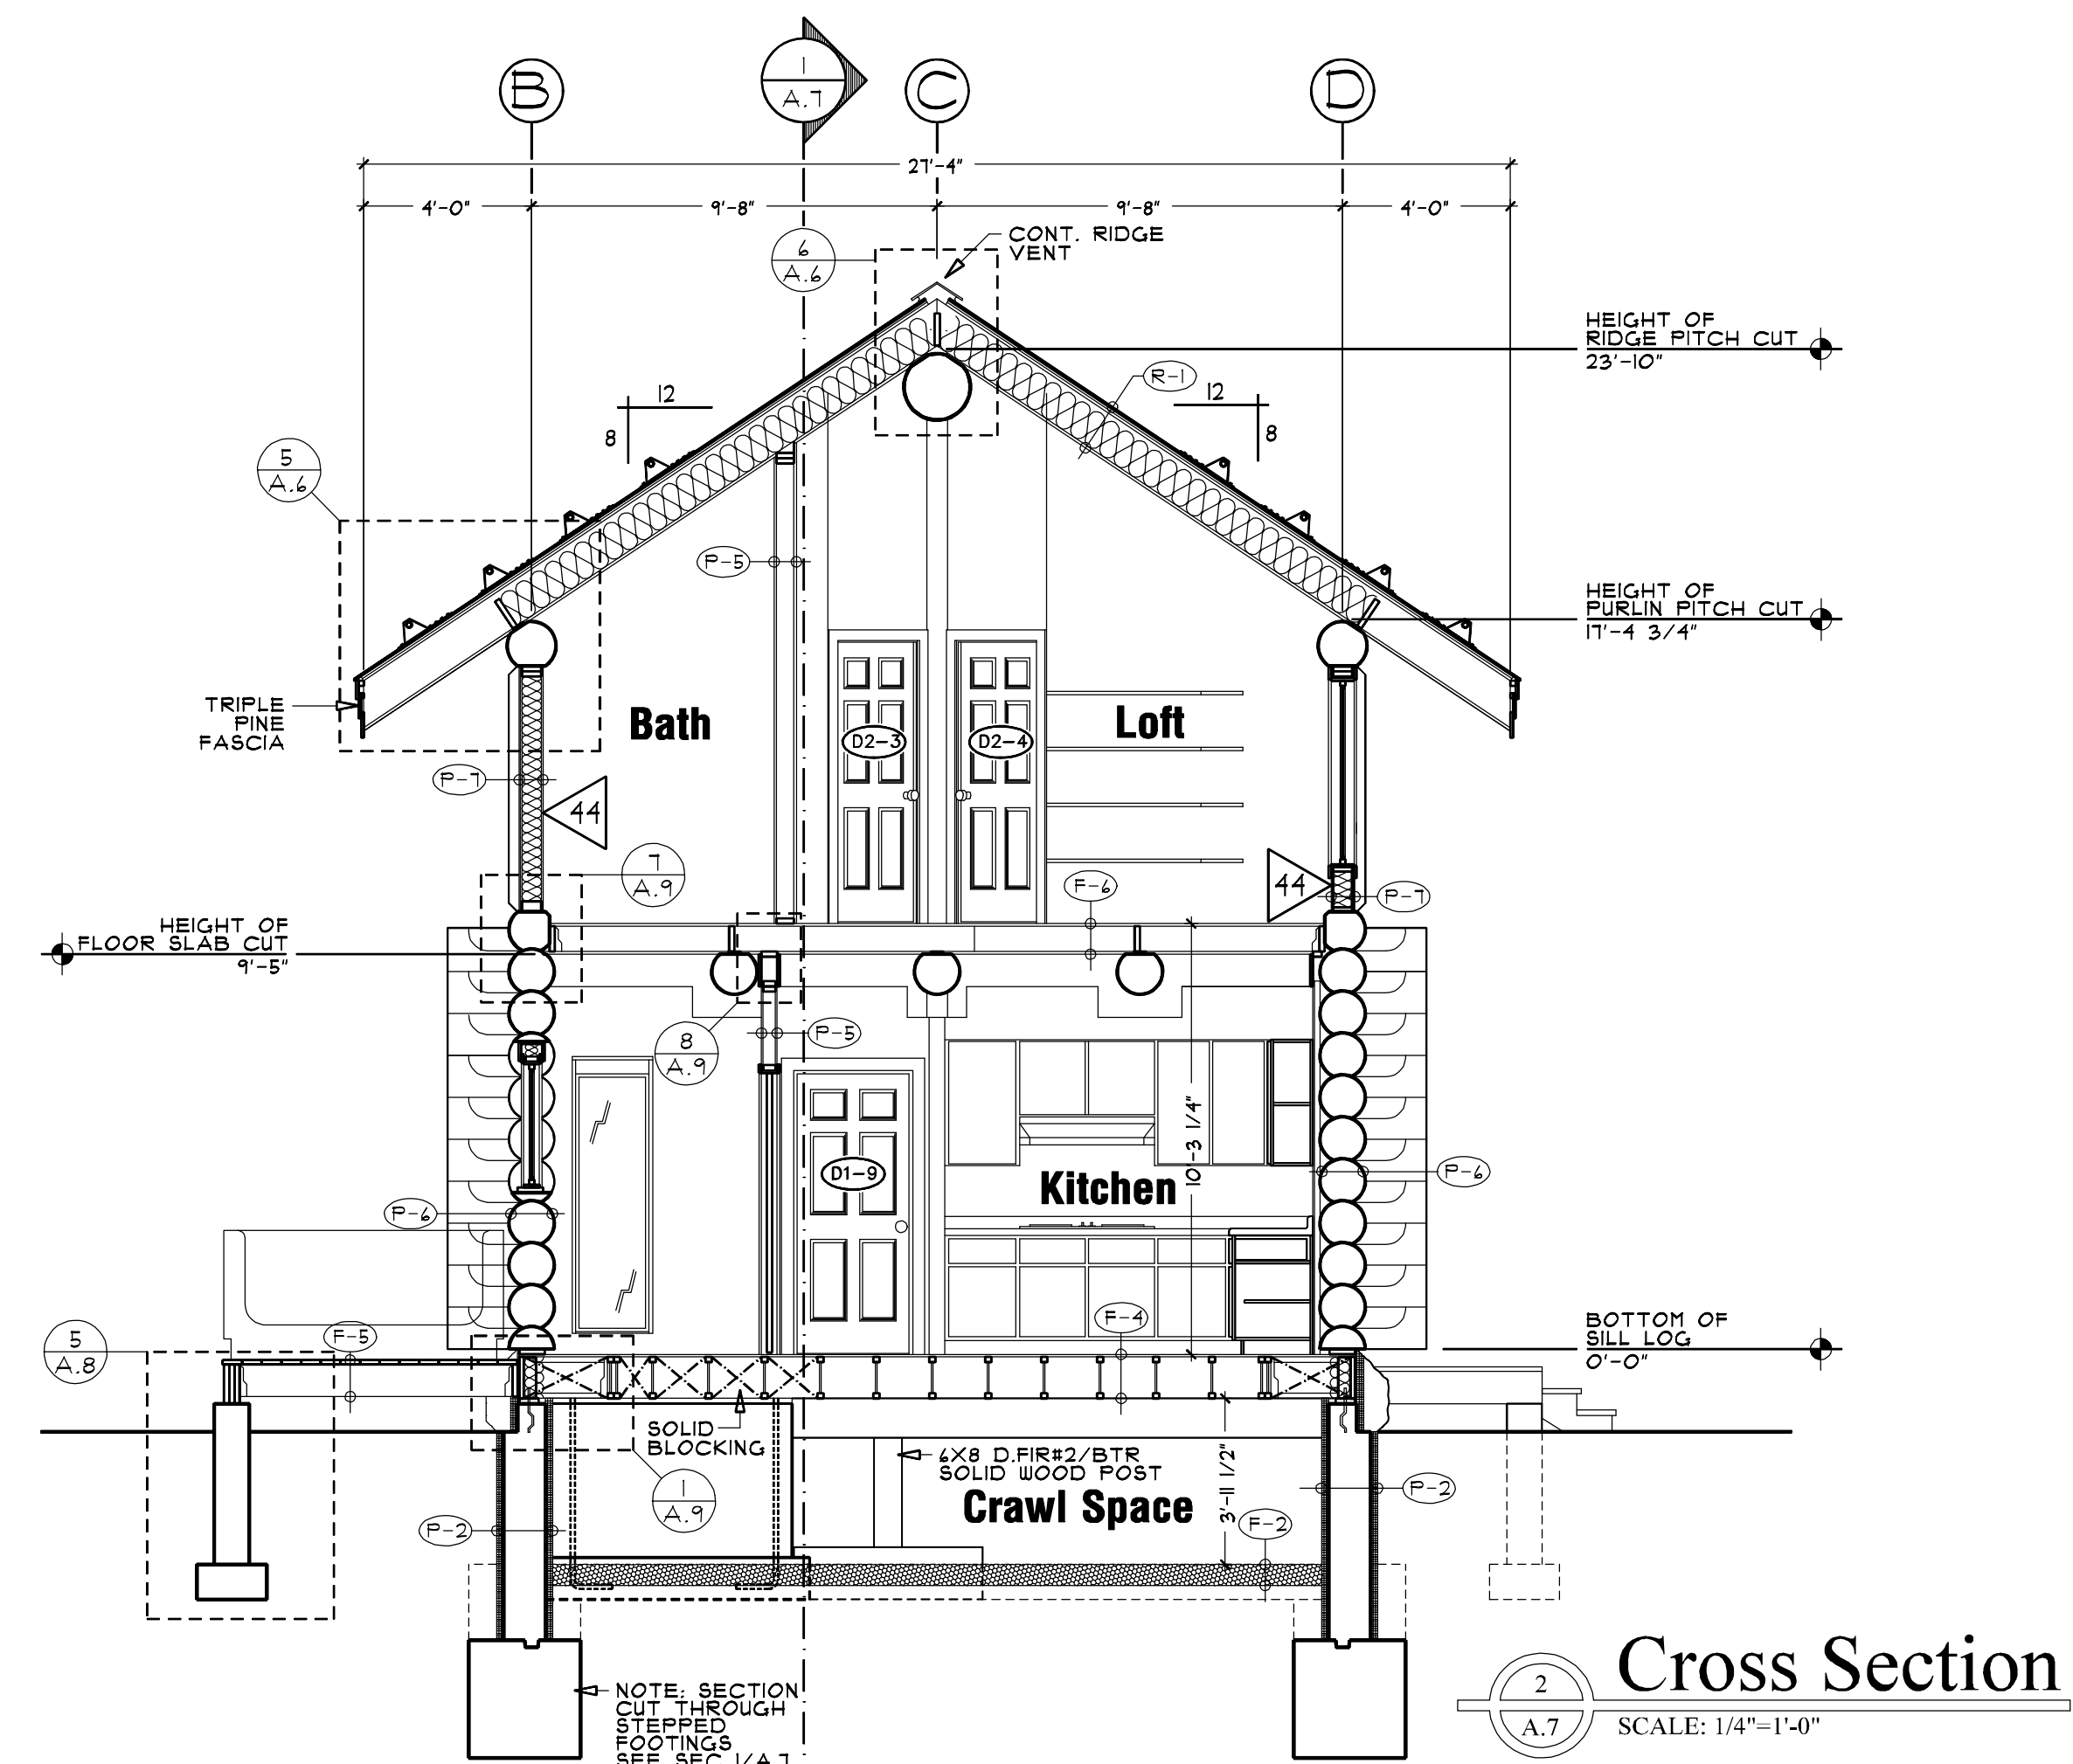 B
1
A.7
C
D
27'-4"
4'-0"
9'-8"
9'-8"
4'-0"
6
A.6
CONT. RIDGE
VENT
HEIGHT OF
RIDGE PITCH CUT
23'-10"
R-1
12
8
12
8
5
A.6
P-5
HEIGHT OF
PURLIN PITCH CUT
17'-4 3/4"
TRIPLE
PINE
FASCIA
Bath
Loft
D2-3
D2-4
P-7
44
7
A.9
F-6
44
P-7
HEIGHT OF
FLOOR SLAB CUT
9'-5"
8
A.9
P-5
10'-3 1/4"
D1-9
Kitchen
P-6
P-6
5
A.8
F-5
F-4
BOTTOM OF
SILL LOG
0'-0"
SOLID
BLOCKING
6X8 D.FIR#2/BTR
SOLID WOOD POST
Crawl Space
3'-11 1/2"
1
A.9
P-2
F-2
P-2
NOTE: SECTION
CUT THROUGH
STEPPED
FOOTINGS
SEE SEC 1/A.7
2
A.7
Cross Section
SCALE: 1/4"=1'-0"